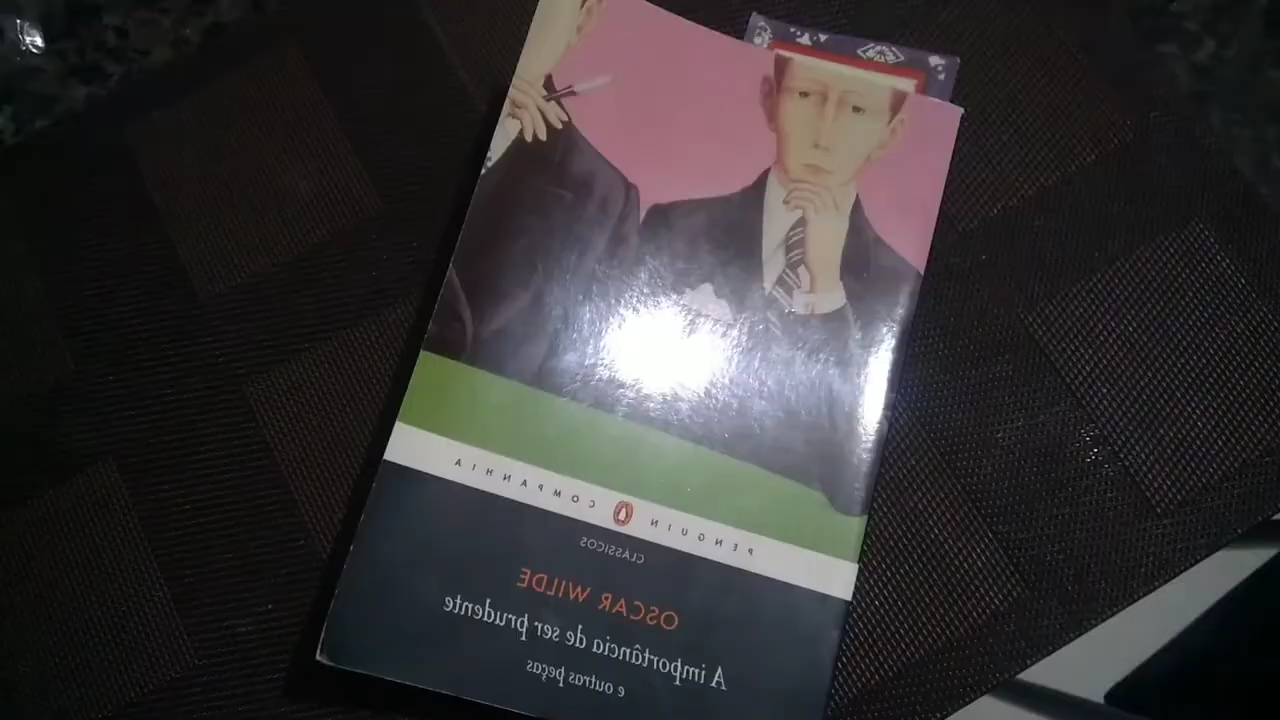 PENGUIN COMPANHIA
CLÁSSICOS
OSCAR WILDE
A importância de ser prudente
e outras peças